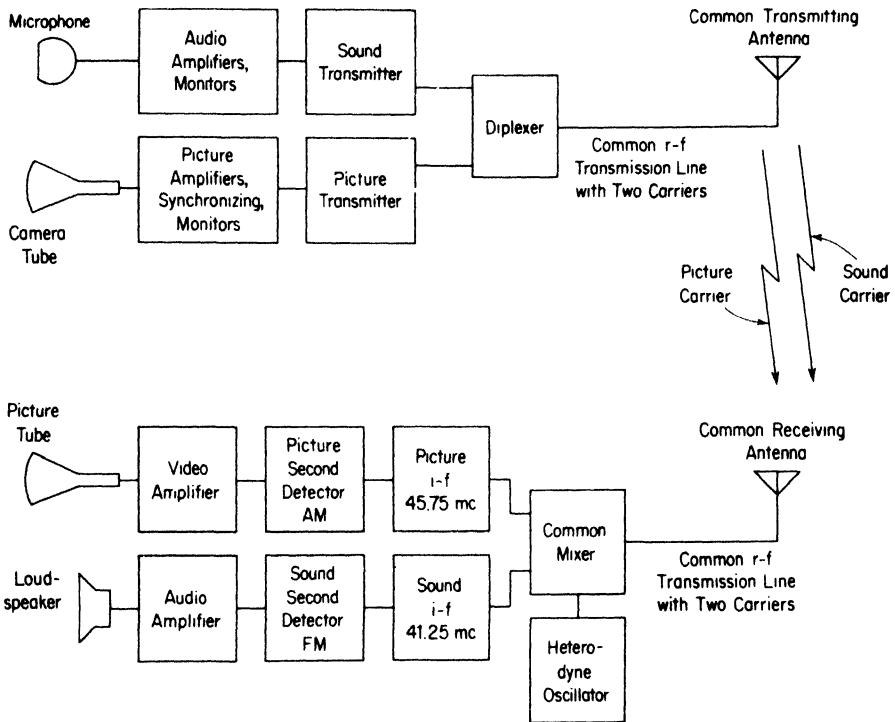 Microphone
Audio
Amplifiers,
Monitors
Sound
Transmitter
Common Transmitting
Antenna
Diplexer
Common r-f
Transmission Line
with Two Carriers
Camera
Tube
Picture
Amplifiers,
Synchronizing,
Monitors
Picture
Transmitter
Picture
Carrier
Sound
Carrier
Picture
Tube
Video
Amplifier
Picture
Second
Detector
AM
Picture
i-f
45.75 mc
Common Receiving
Antenna
Common
Mixer
Common r-f
Transmission Line
with Two Carriers
Loud-
speaker
Audio
Amplifier
Sound
Second
Detector
FM
Sound
i-f
41.25 mc
Hetero-
dyne
Oscillator